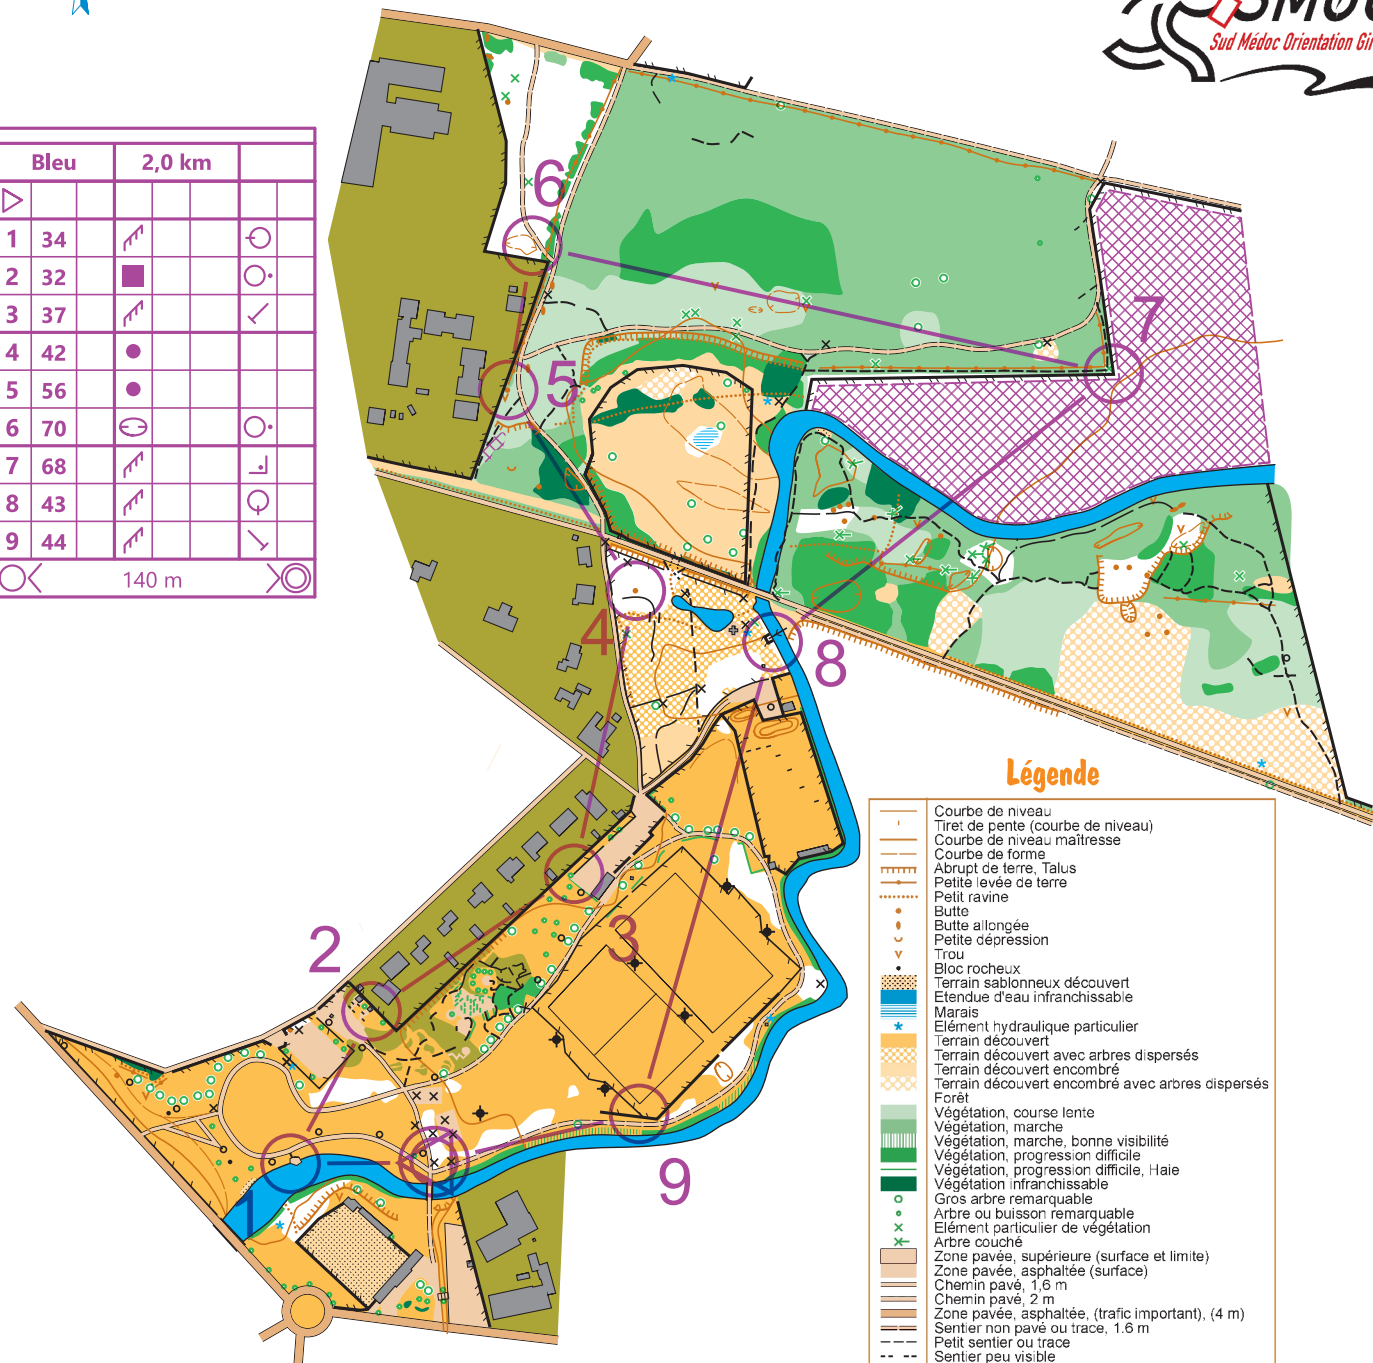 Sud Médoc Orientation Gir
Bleu 2,0 km
1 34
2 32
3 37
4 42
5 56
6 70
7 68
8 43
9 44
140 m
6
7
5
4
8
3
2
1
9
Légende
Courbe de niveau
Tiret de pente (courbe de niveau)
Courbe de niveau maîtresse
Courbe de forme
Abrupt de terre, Talus
Petite levée de terre
Petit ravine
Butte
Butte allongée
Petite dépression
Trou
Bloc rocheux
Terrain sablonneux découvert
Etendue d'eau infranchissable
Marais
Elément hydraulique particulier
Terrain découvert
Terrain découvert avec arbres dispersés
Terrain découvert encombré
Terrain découvert encombré avec arbres dispersés
Forêt
Végétation, course lente
Végétation, marche
Végétation, marche, bonne visibilité
Végétation, progression difficile
Végétation, progression difficile, Haie
Végétation infranchissable
Gros arbre remarquable
Arbre ou buisson remarquable
Elément particulier de végétation
Arbre couché
Zone pavée, supérieure (surface et limite)
Zone pavée, asphaltée (surface)
Chemin pavé, 1,6 m
Chemin pavé, 2 m
Zone pavée, asphaltée, (trafic important), (4 m)
Sentier non pavé ou trace, 1.6 m
Petit sentier ou trace
Sentier peu visible